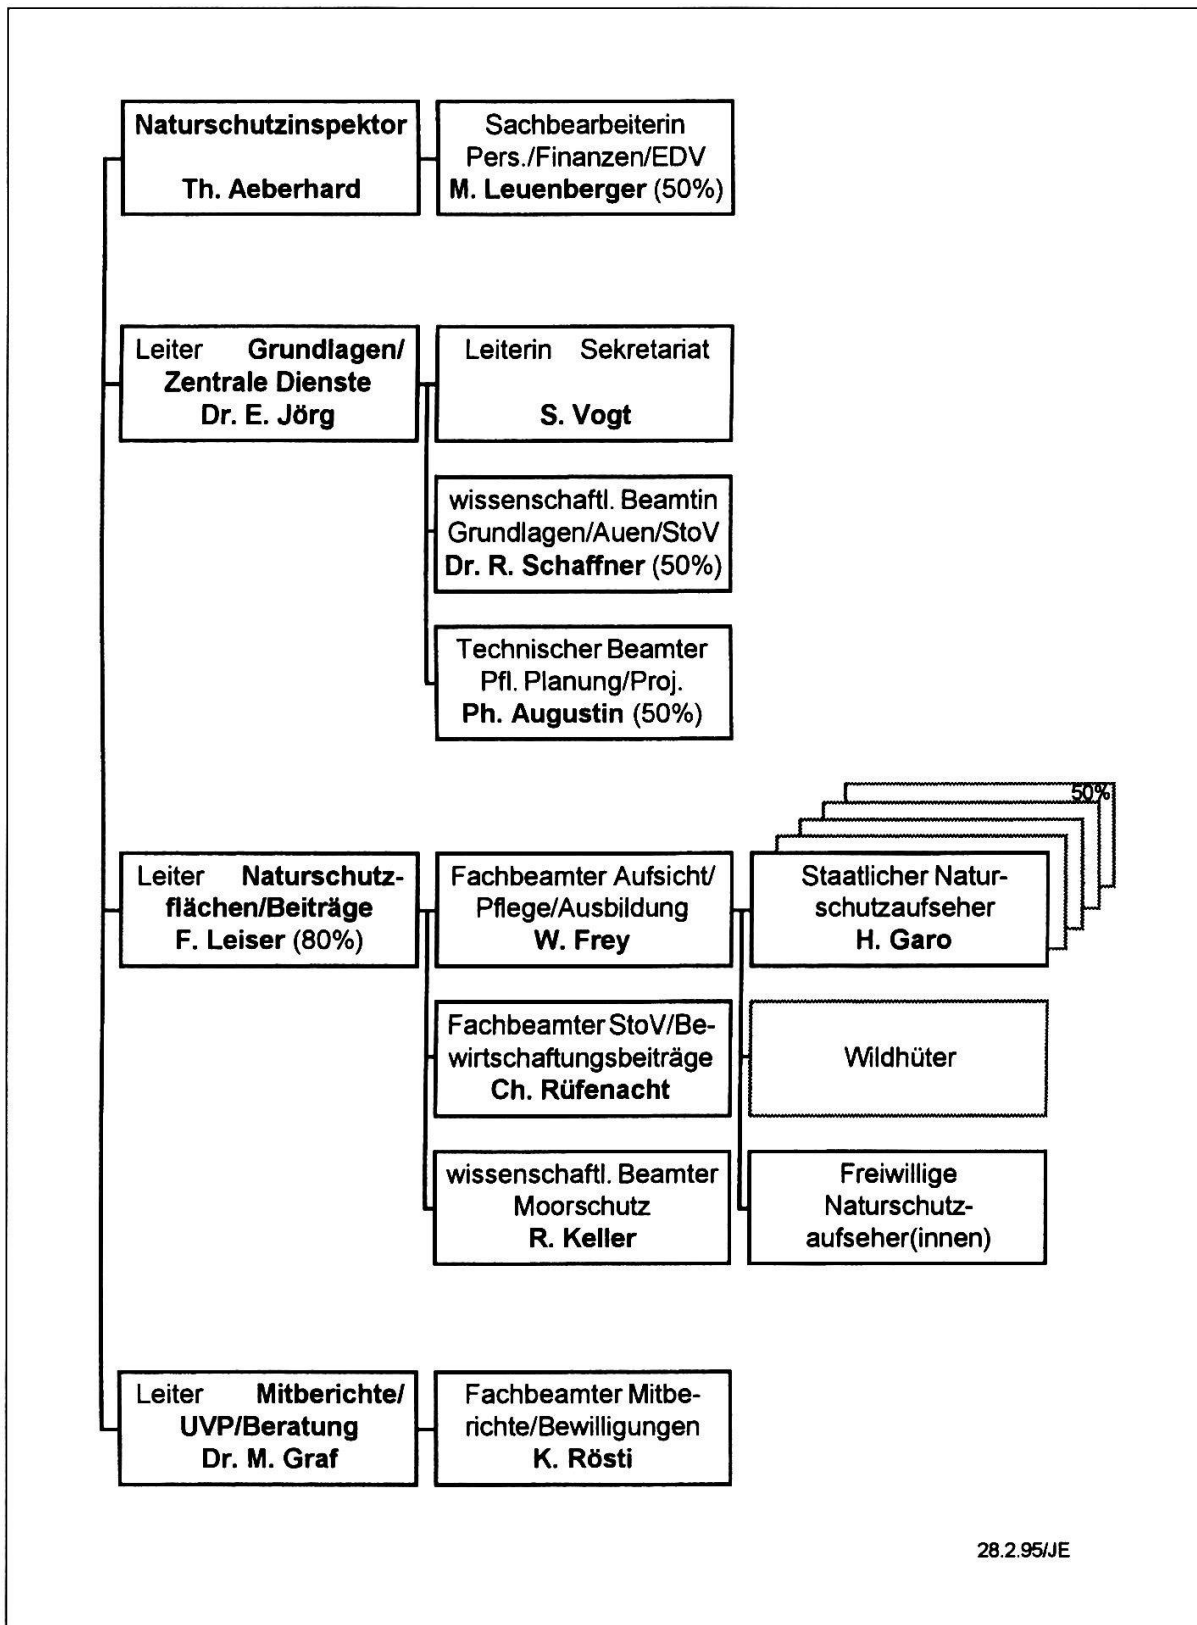 Naturschutzinspektor
Th. Aeberhard
Sachbearbeiterin
Pers./Finanzen/EDV
M. Leuenberger (50%)
Leiter Grundlagen/
Zentrale Dienste
Dr. E. Jörg
Leiterin Sekretariat
S. Vogt
wissenschaftl. Beamtin
Grundlagen/Auen/StoV
Dr. R. Schaffner (50%)
Technischer Beamter
Pfl. Planung/Proj.
Ph. Augustin (50%)
Leiter Naturschutz-
flächen/Beiträge
F. Leiser (80%)
Fachbeamter Aufsicht/
Pflege/Ausbildung
W. Frey
50%
Staatlicher Natur-
schutzaufseher
H. Garo
Fachbeamter StoV/Be-
wirtschaftungsbeiträge
Ch. Rüfenacht
Wildhüter
wissenschaftl. Beamter
Moorschutz
R. Keller
Freiwillige
Naturschutz-
aufseher(innen)
Leiter Mitberichte/
UVP/Beratung
Dr. M. Graf
Fachbeamter Mitbe-
richte/Bewilligungen
K. Rösti
28.2.95/JE